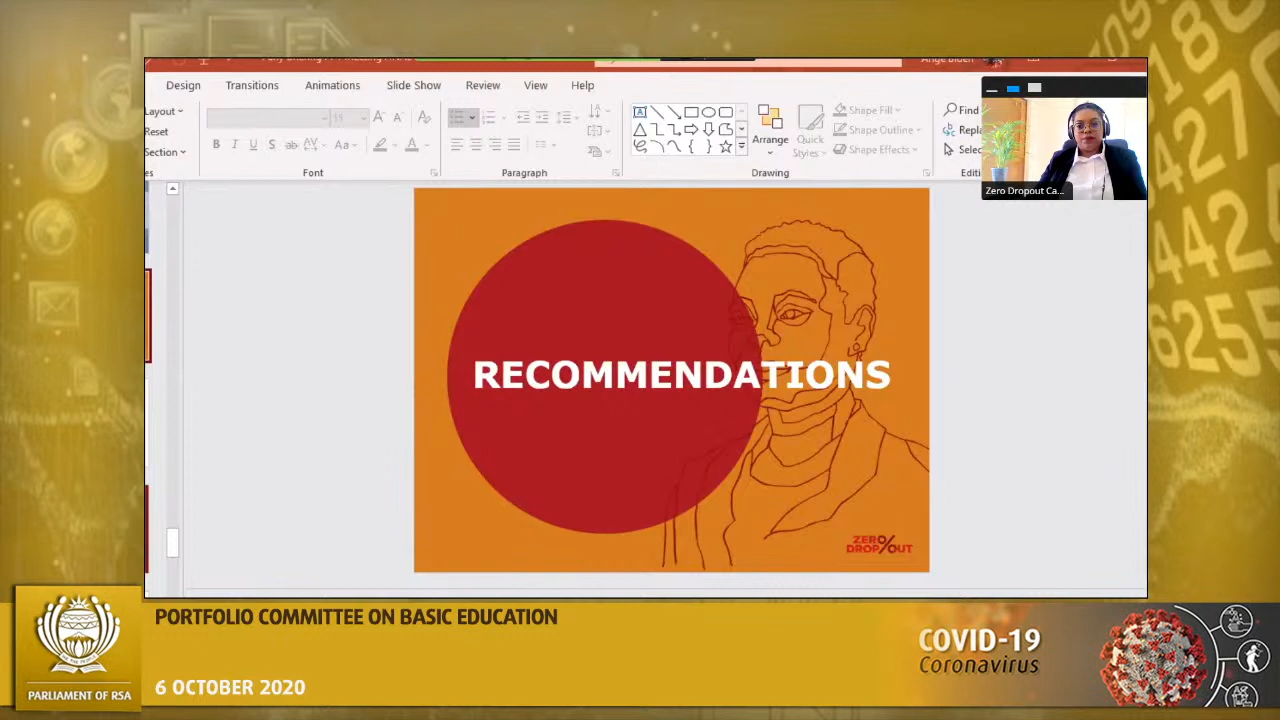 Design Transitions Animations Slide Show Review View Help
Layout
Reset
Section
Font
Paragraph
Arrange
Quick
Styles
Shape Fill
Shape Outline
Shape Effects
Drawing
Find
Zero Dropout Ca...
RECOMMENDATIONS
ZERO
DROP/OUT
PORTFOLIO COMMITTEE ON BASIC EDUCATION
6 OCTOBER 2020
PARLIAMENT OF RSA
COVID-19
Coronavirus